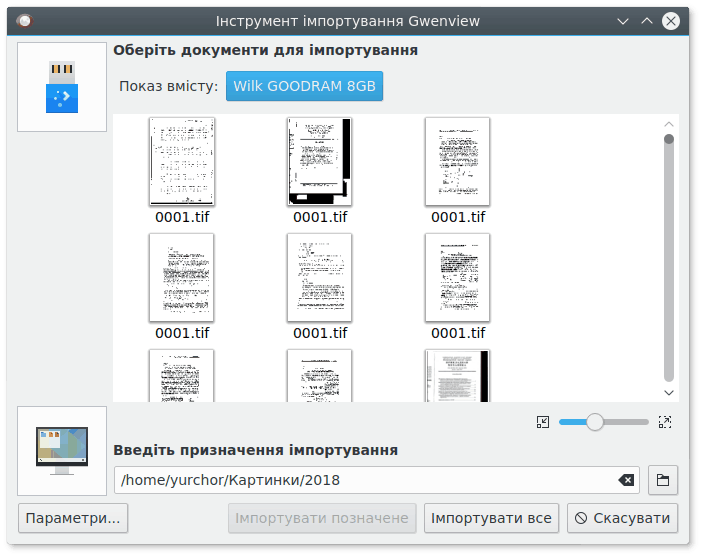 Інструмент імпортування Gwenview
Оберіть документи для імпортування
Показ вмісту: Wilk GOODRAM 8GB
0001.tif 0001.tif 0001.tif
0001.tif 0001.tif 0001.tif
Введіть призначення імпортування
/home/yurchor/Картинки/2018
Параметри... Імпортувати позначене Імпортувати все Скасувати